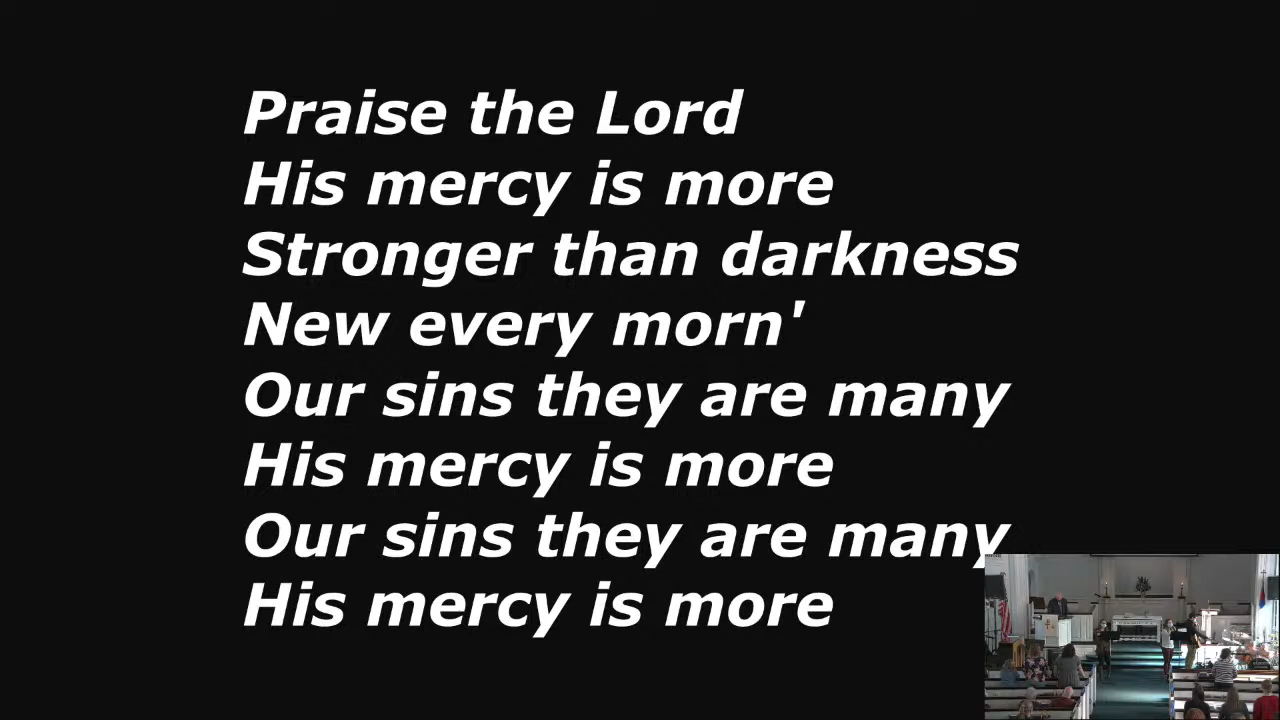 Praise the Lord
His mercy is more
Stronger than darkness
New every morn'
Our sins they are many
His mercy is more
Our sins they are many
His mercy is more